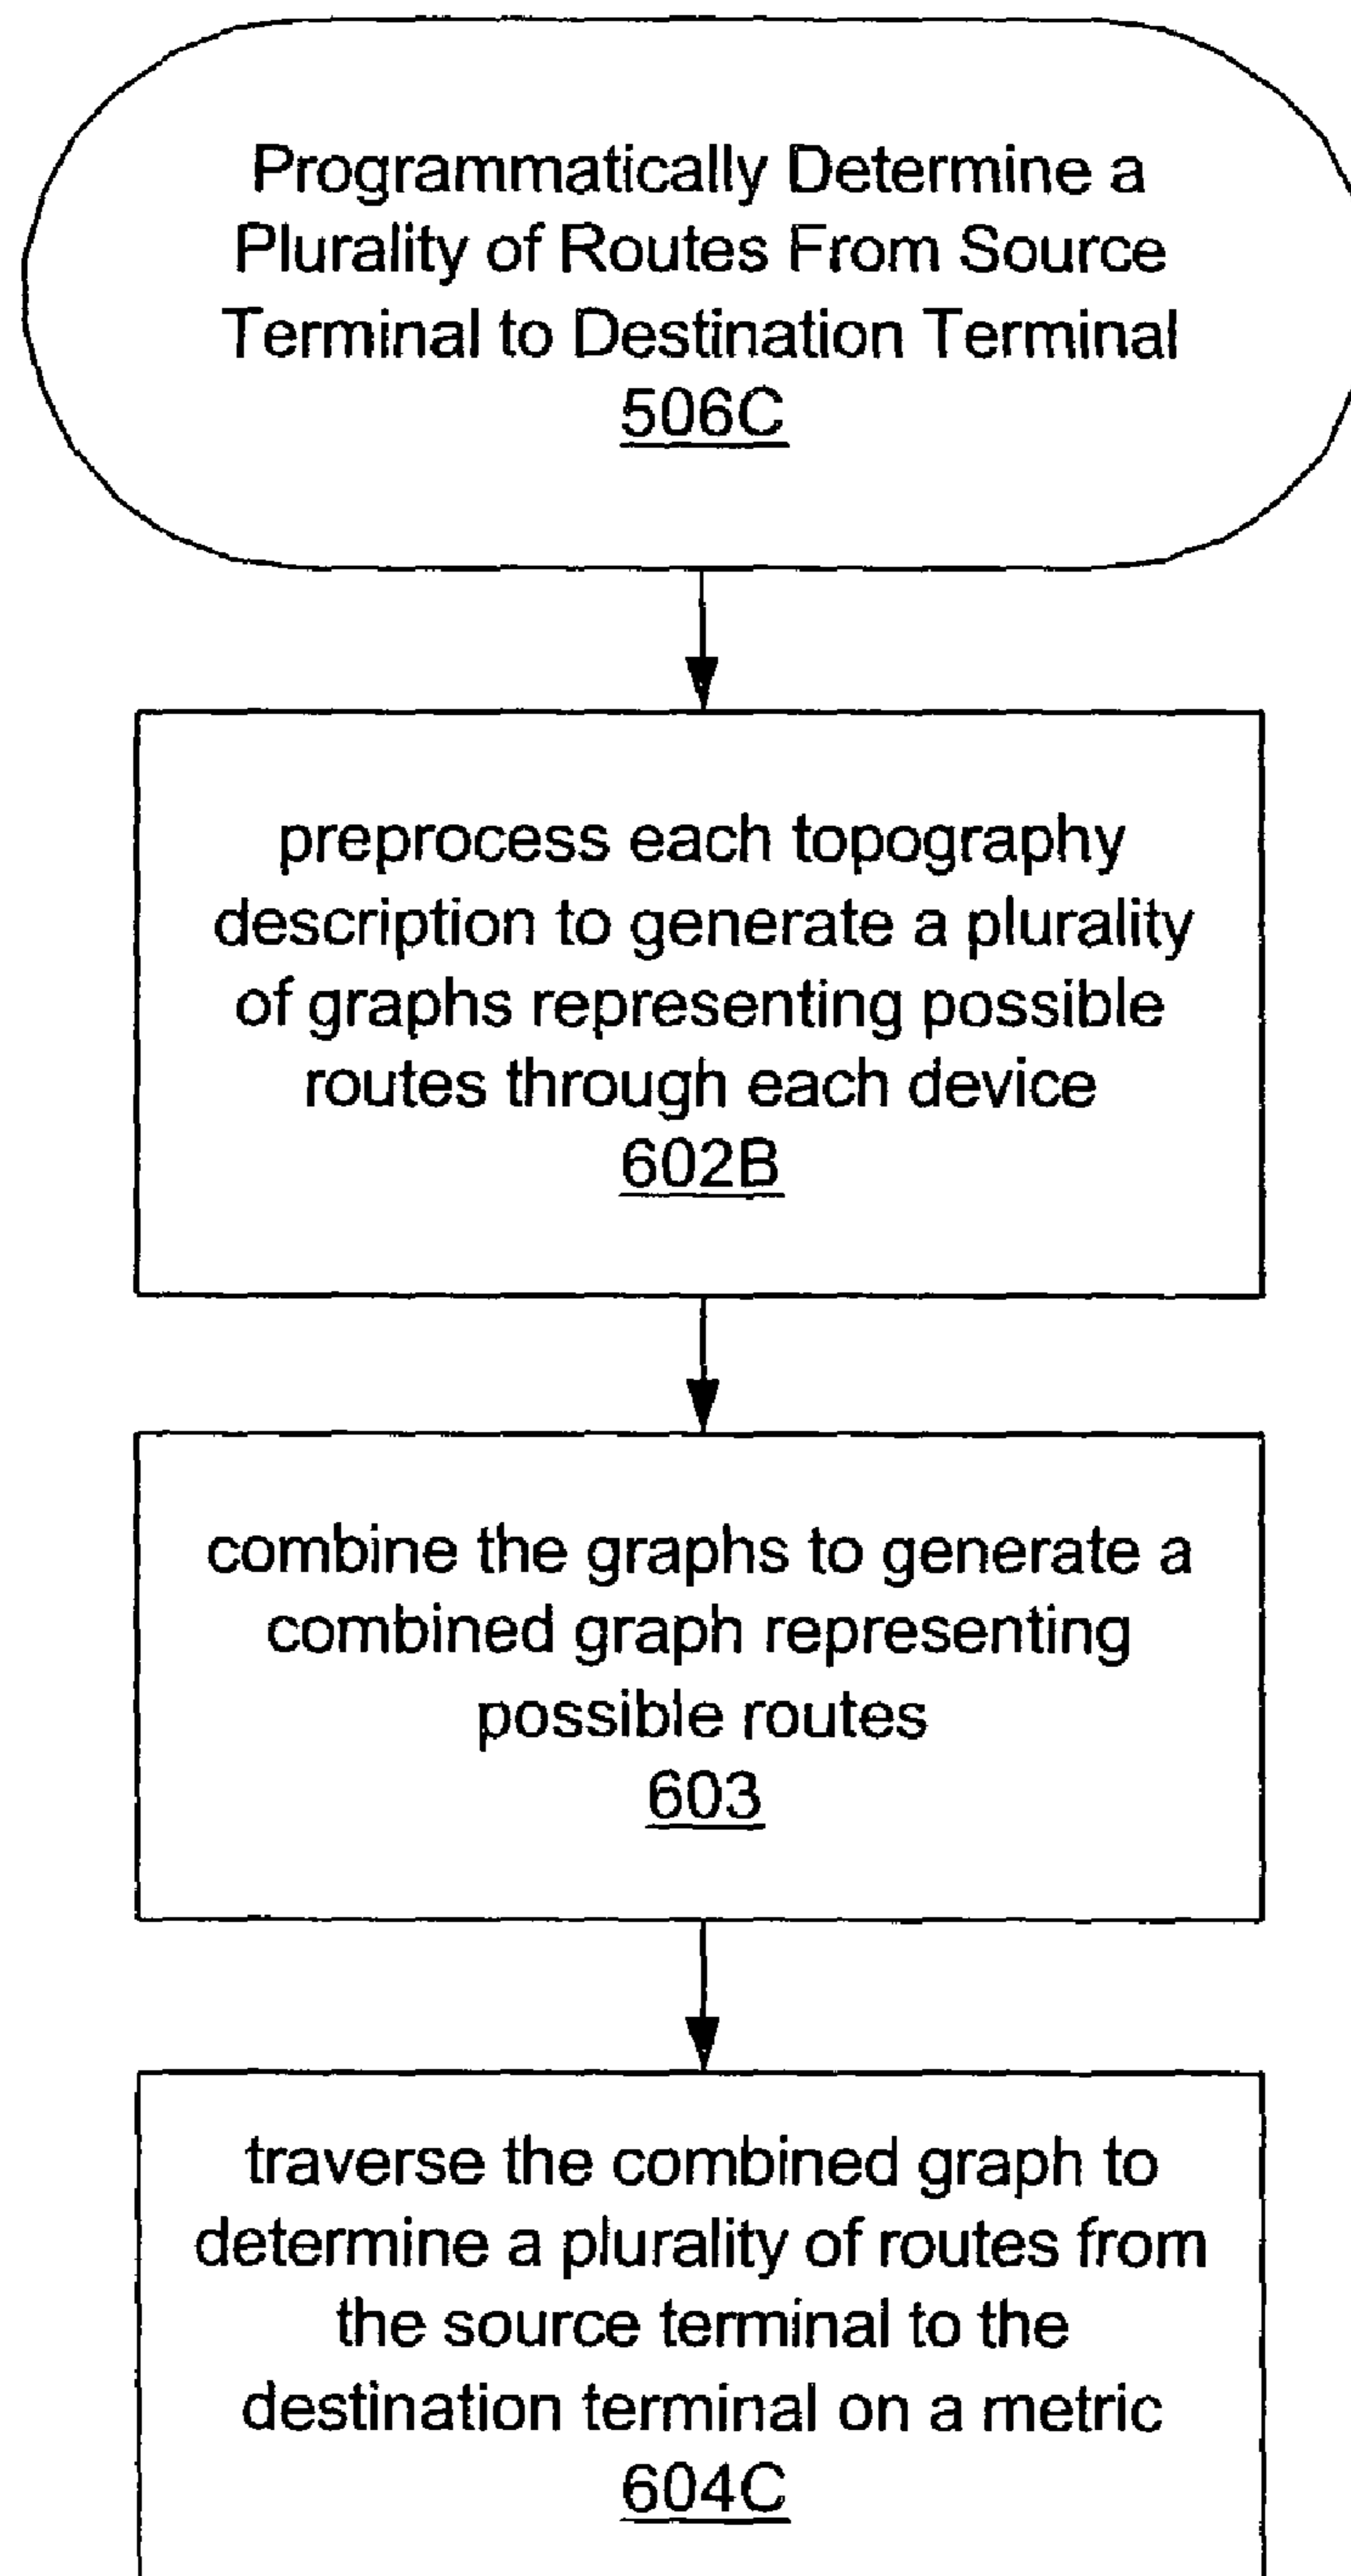 Programmatically Determine a
Plurality of Routes From Source
Terminal to Destination Terminal
506C
preprocess each topography
description to generate a plurality
of graphs representing possible
routes through each device
602B
combine the graphs to generate a
combined graph representing
possible routes
603
traverse the combined graph to
determine a plurality of routes from
the source terminal to the
destination terminal on a metric
604C